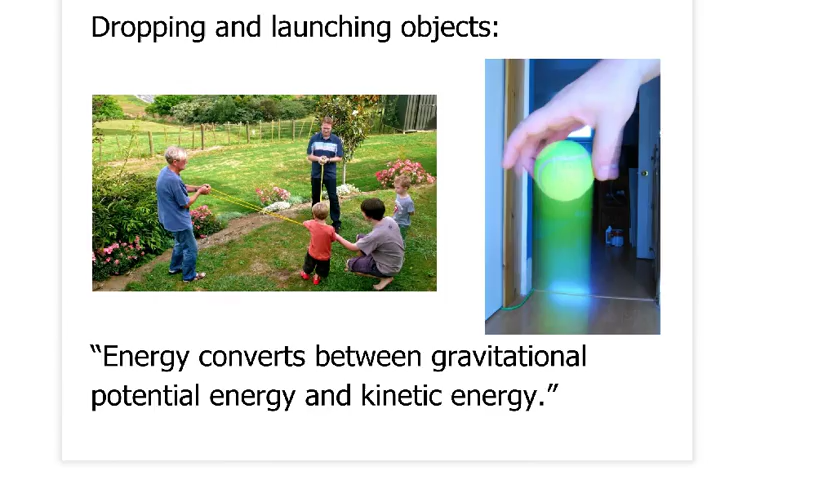 Dropping and launching objects:
“Energy converts between gravitational
potential energy and kinetic energy.”